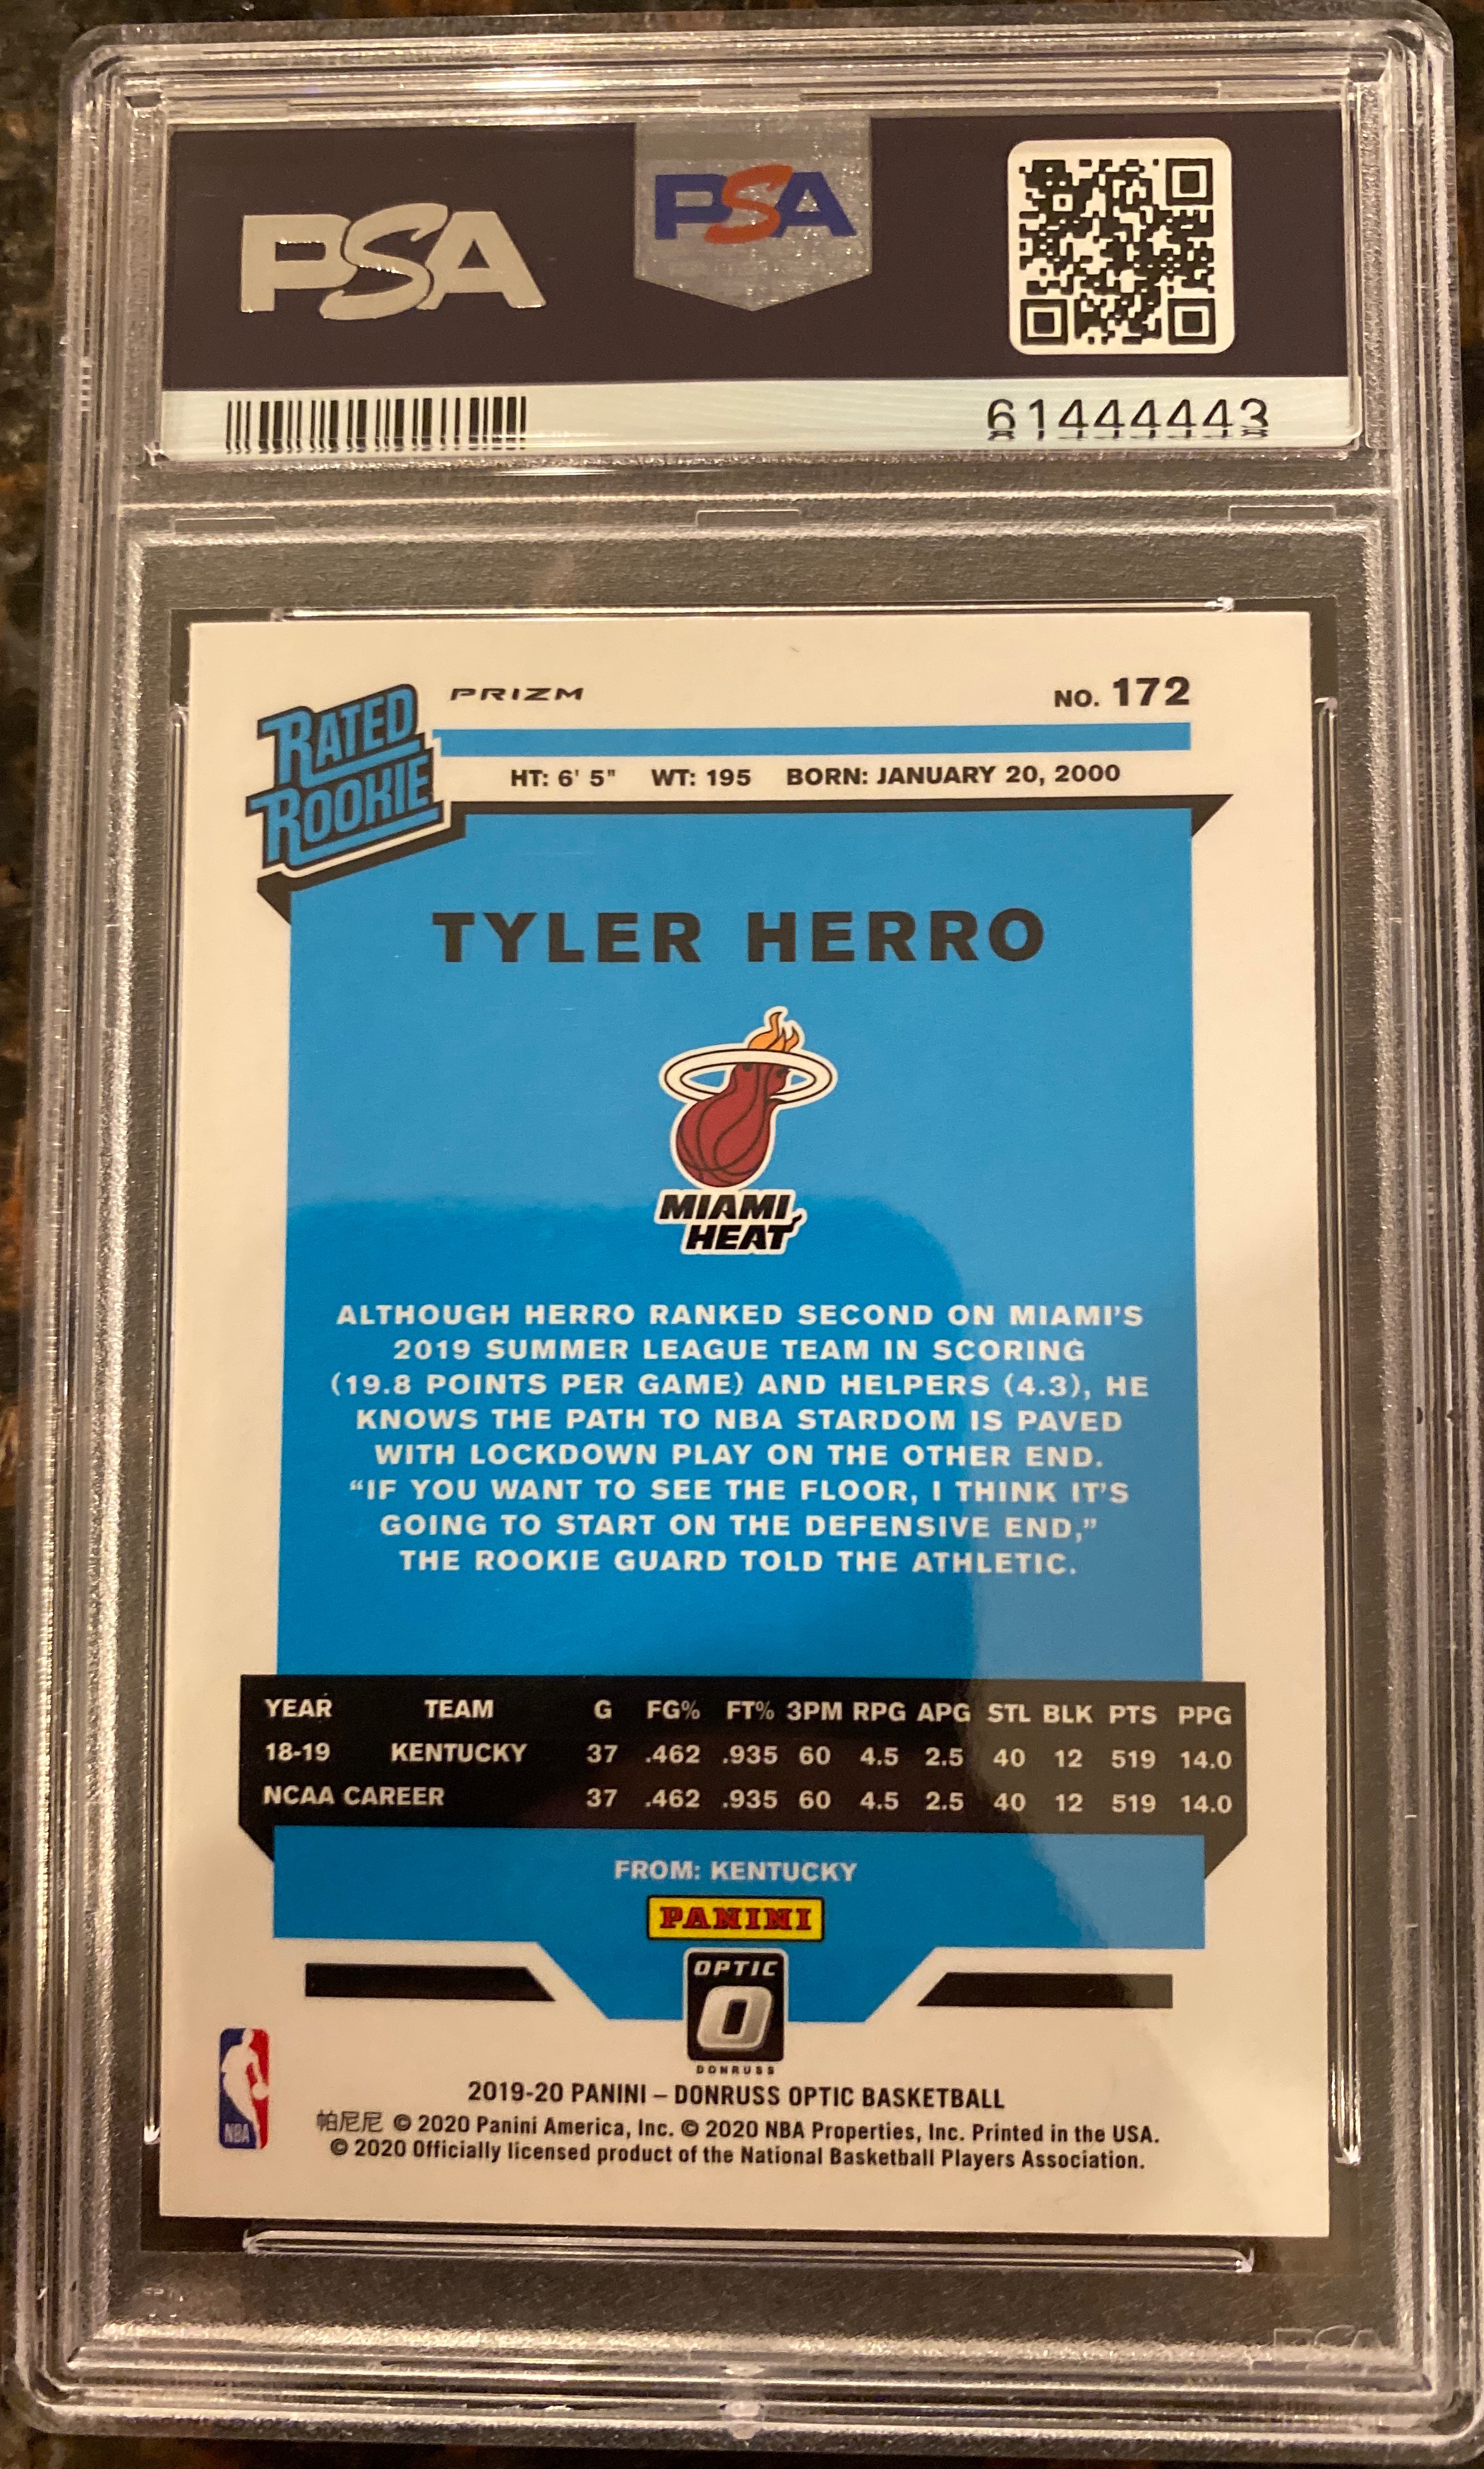 PSA
PSA
61444443
RATED
ROOKIE
PRIZM
NO. 172
HT: 6' 5" WT: 195 BORN: JANUARY 20, 2000
TYLER HERRO
MIAMI
HEAT
ALTHOUGH HERRO RANKED SECOND ON MIAMI'S
2019 SUMMER LEAGUE TEAM IN SCORING
(19.8 POINTS PER GAME) AND HELPERS (4.3), HE
KNOWS THE PATH TO NBA STARDOM IS PAVED
WITH LOCKDOWN PLAY ON THE OTHER END.
“IF YOU WANT TO SEE THE FLOOR, I THINK IT'S
GOING TO START ON THE DEFENSIVE END,”
THE ROOKIE GUARD TOLD THE ATHLETIC.
YEAR TEAM G FG% FT% 3PM RPG APG STL BLK PTS PPG
18-19 KENTUCKY 37 .462 .935 60 4.5 2.5 40 12 519 14.0
NCAA CAREER 37 .462 .935 60 4.5 2.5 40 12 519 14.0
FROM: KENTUCKY
PANINI
OPTIC
O
DONRUSS
NBA
2019-20 PANINI – DONRUSS OPTIC BASKETBALL
帕尼尼 © 2020 Panini America, Inc. © 2020 NBA Properties, Inc. Printed in the USA.
© 2020 Officially licensed product of the National Basketball Players Association.
PSA